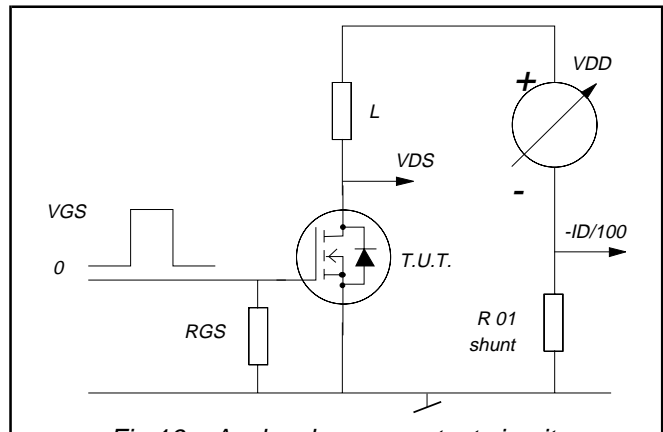 +
VDD
L
VDS
-
VGS
-ID/100
0
T.U.T.
RGS
R 01
shunt